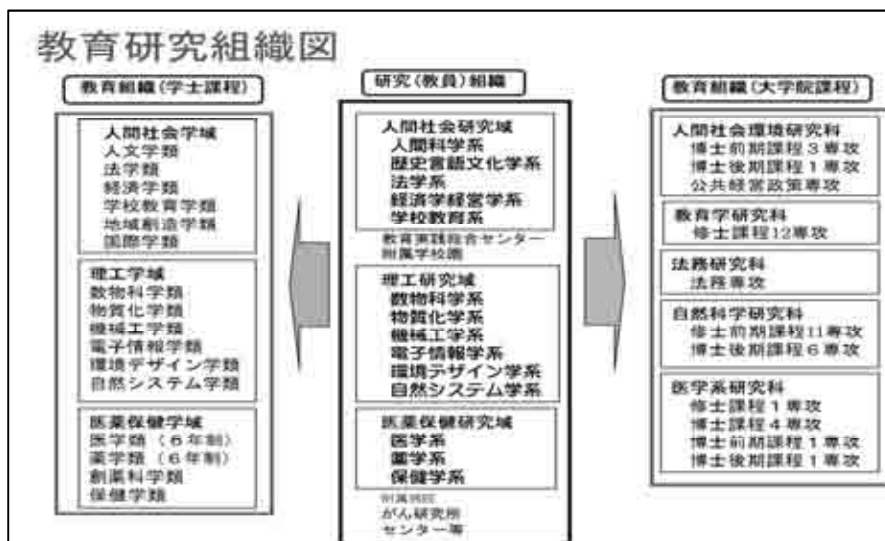 教育研究組織図
教育組織(学士課程)
人間社会学域
人文学類
法学類
経済学類
学校教育学類
地域創造学類
国際学類
理工学域
数物科学類
物質化学類
機械工学類
電子情報学類
環境デザイン学類
自然システム学類
医薬保健学域
医学類(6年制)
薬学類(6年制)
創薬科学類
保健学類
研究(教員)組織
人間社会研究域
人間科学系
歴史言語文化学系
法学系
経済学経営学系
学校教育系
教育実践総合センター
附属学校園
理工研究域
数物科学系
物質化学系
機械工学系
電子情報学系
環境デザイン学系
自然システム学系
医薬保健研究域
医学系
薬学系
保健学系
附属病院
がん研究所
センター等
教育組織(大学院課程)
人間社会環境研究科
博士前期課程3専攻
博士後期課程1専攻
公共経営政策専攻
教育学研究科
修士課程12専攻
法務研究科
法務専攻
自然科学研究科
修士前期課程11専攻
博士後期課程6専攻
医学系研究科
修士課程1専攻
博士課程4専攻
博士前期課程1専攻
博士後期課程1専攻